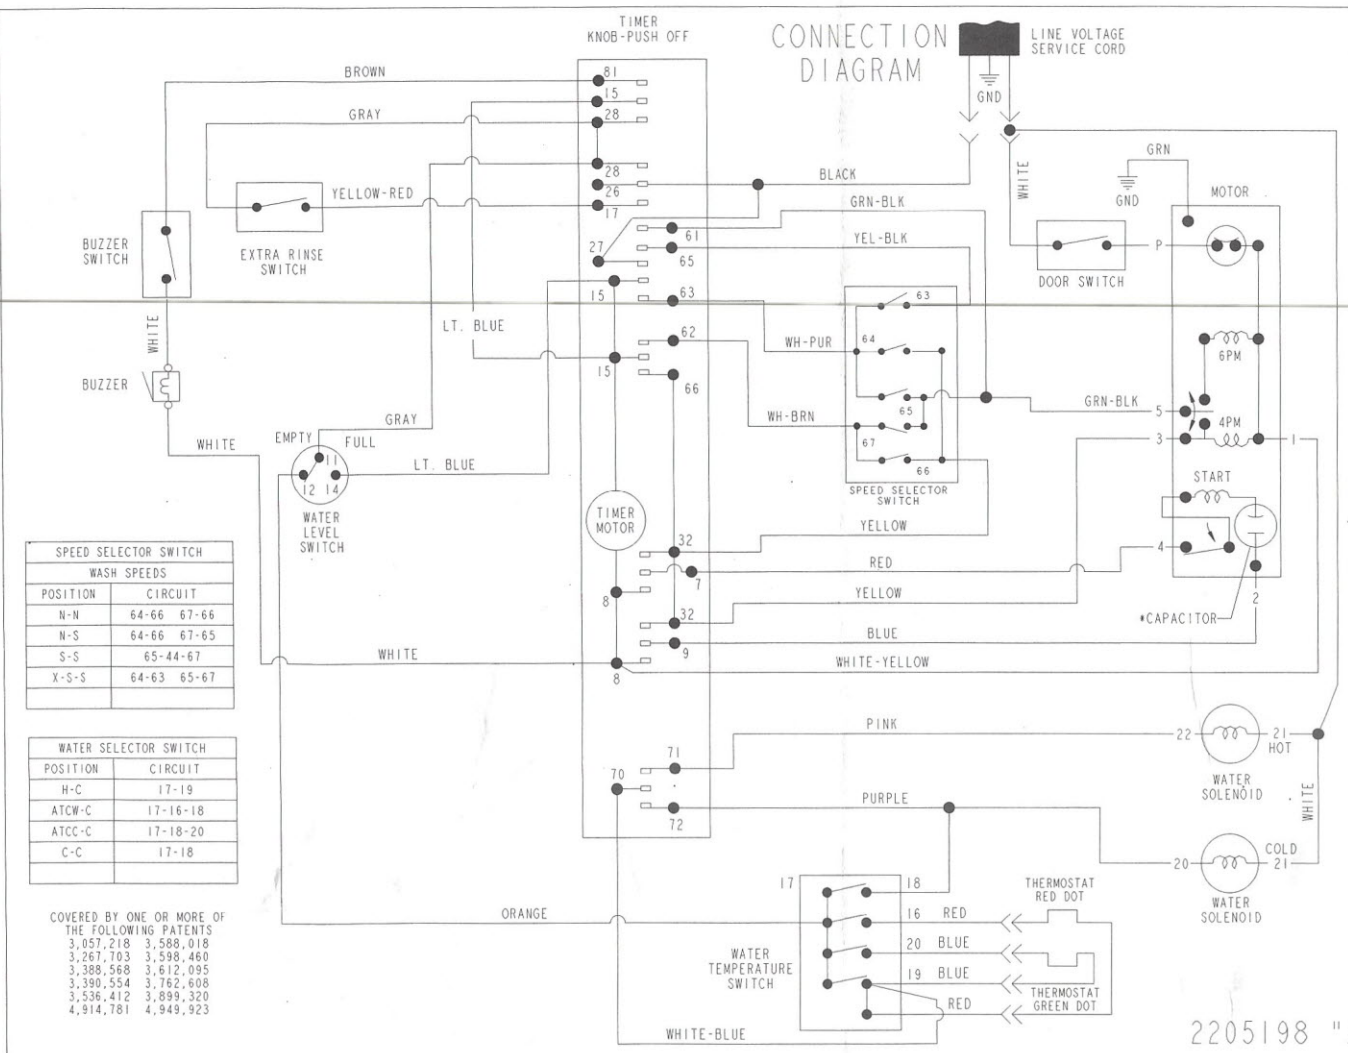 TIMER
KNOB-PUSH OFF
CONNECTION
DIAGRAM
LINE VOLTAGE
SERVICE CORD
GND
BROWN
81
15
GRAY
28
28
26
17
YELLOW-RED
BLACK
WHITE
GRN
GND
MOTOR
GRN-BLK
61
BUZZER
SWITCH
EXTRA RINSE
SWITCH
27
65
YEL-BLK
P
DOOR SWITCH
15
63
63
WHITE
LT. BLUE
62
WH-PUR
64
6PM
15
BUZZER
66
65
GRN-BLK
5
WH-BRN
67
4PM
GRAY
WHITE
EMPTY
FULL
11
3
1
LT. BLUE
12 14
66
START
SPEED SELECTOR
SWITCH
WATER
LEVEL
SWITCH
TIMER
MOTOR
YELLOW
32
RED
4
7
8
YELLOW
2
32
*CAPACITOR
BLUE
9
WHITE
WHITE-YELLOW
8
SPEED SELECTOR SWITCH
WASH SPEEDS
POSITION CIRCUIT
N-N 64-66 67-66
N-S 64-66 67-65
S-S 65-44-67
X-S-S 64-63 65-67
WATER SELECTOR SWITCH
POSITION CIRCUIT
H-C 17-19
ATCW-C 17-16-18
ATCC-C 17-18-20
C-C 17-18
PINK
22
21
HOT
71
70
WATER
SOLENOID
WHITE
PURPLE
72
20
COLD
21
WATER
SOLENOID
17
18
THERMOSTAT
RED DOT
ORANGE
16 RED
20 BLUE
WATER
TEMPERATURE
SWITCH
19 BLUE
THERMOSTAT
GREEN DOT
RED
WHITE-BLUE
COVERED BY ONE OR MORE OF
THE FOLLOWING PATENTS
3,057,218 3,588,018
3,267,703 3,598,460
3,388,568 3,612,095
3,390,554 3,762,608
3,536,412 3,899,320
4,914,781 4,949,923
2205198 "